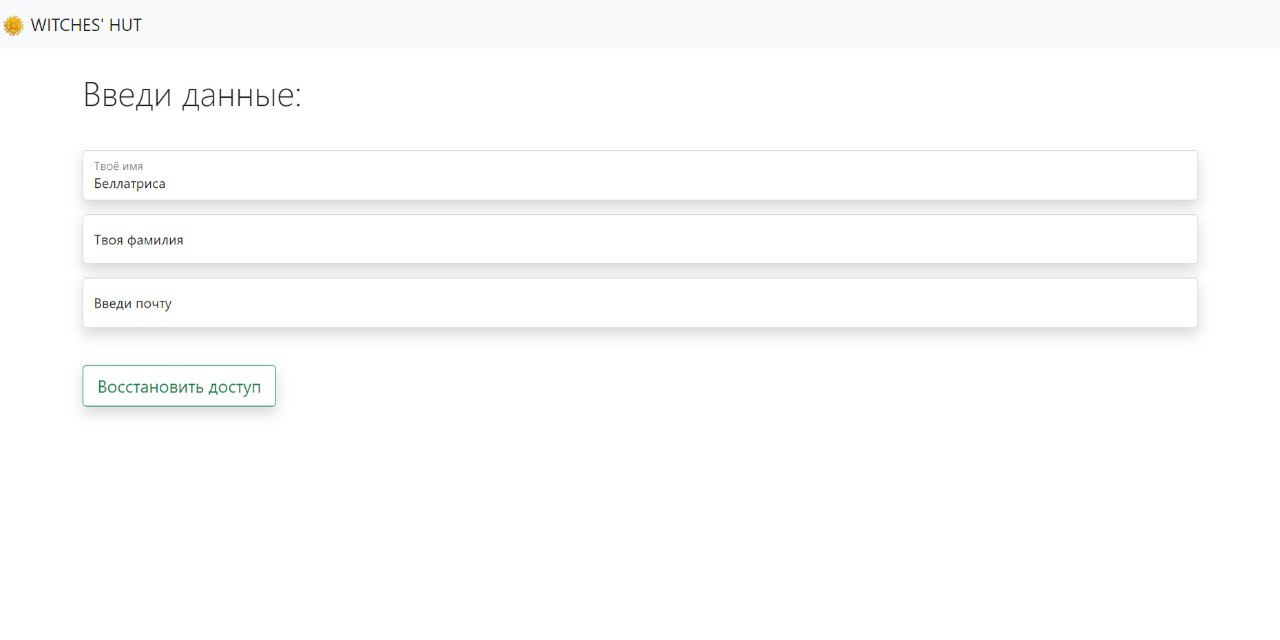 WITCHES' HUT
Введи данные:
Твоё имя
Беллатриса
Твоя фамилия
Введи почту
Восстановить доступ